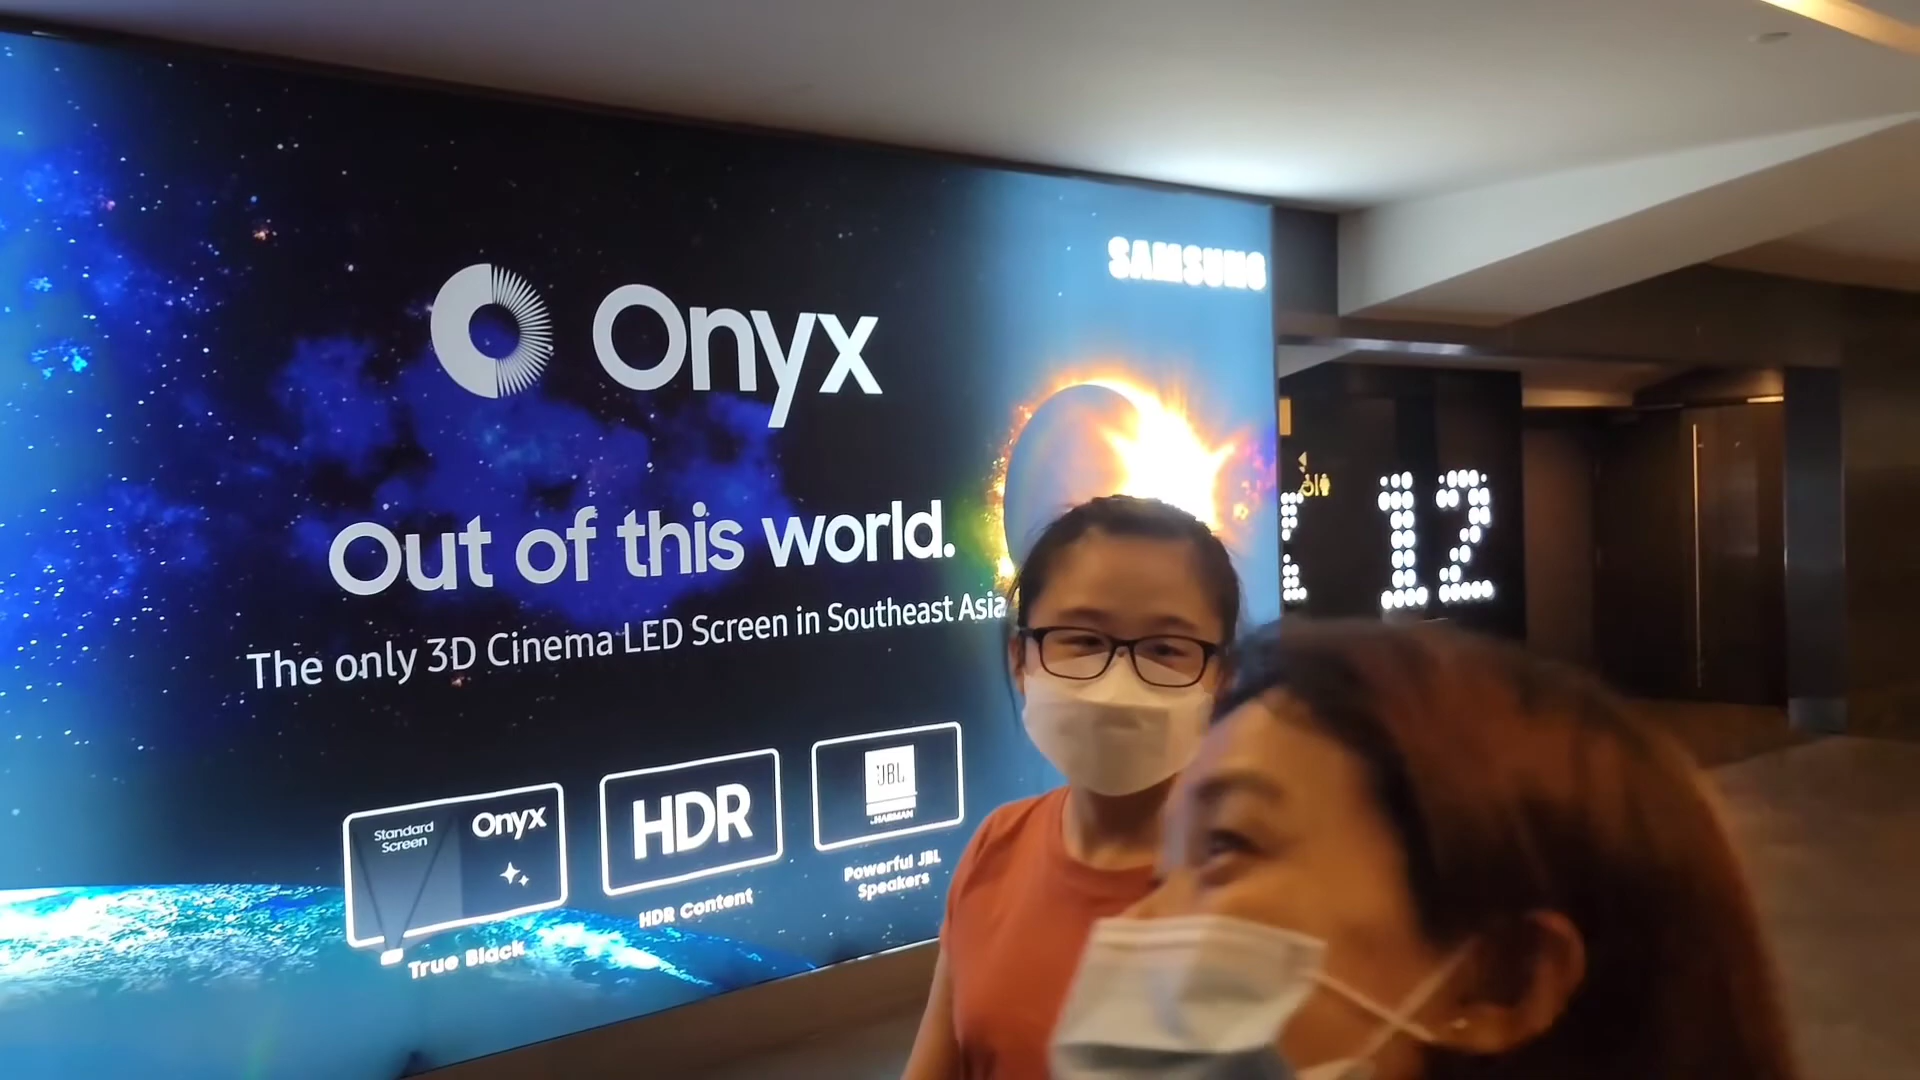 SAMSUNG
Onyx
Out of this world.
The only 3D Cinema LED Screen in Southeast Asia
Standard
Screen
Onyx
True Black
HDR
HDR Content
JBL
by HARMAN
Powerful JBL
Speakers
12